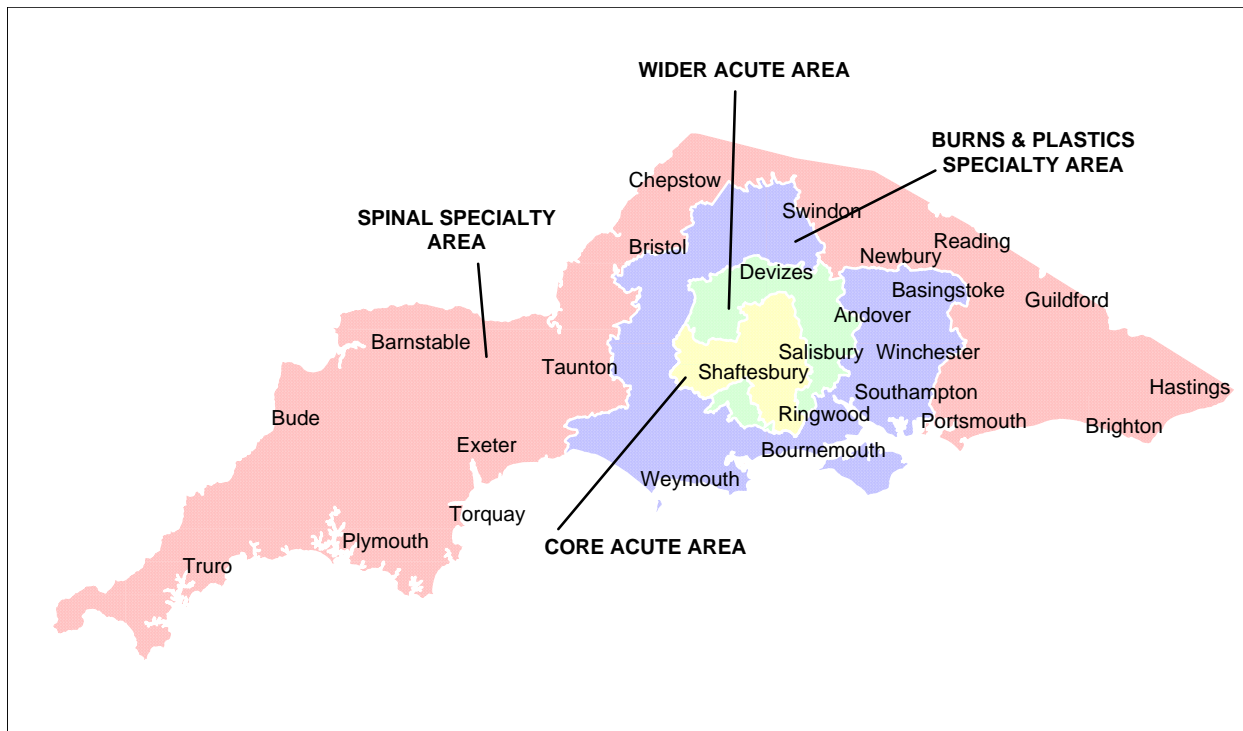 WIDER ACUTE AREA
BURNS & PLASTICS
SPECIALTY AREA
Chepstow
SPINAL SPECIALTY
AREA
Swindon
Bristol
Reading
Newbury
Devizes
Basingstoke
Guildford
Andover
Barnstable
Salisbury
Winchester
Taunton
Shaftesbury
Hastings
Southampton
Bude
Ringwood
Portsmouth
Brighton
Exeter
Bournemouth
Weymouth
Torquay
Plymouth
CORE ACUTE AREA
Truro